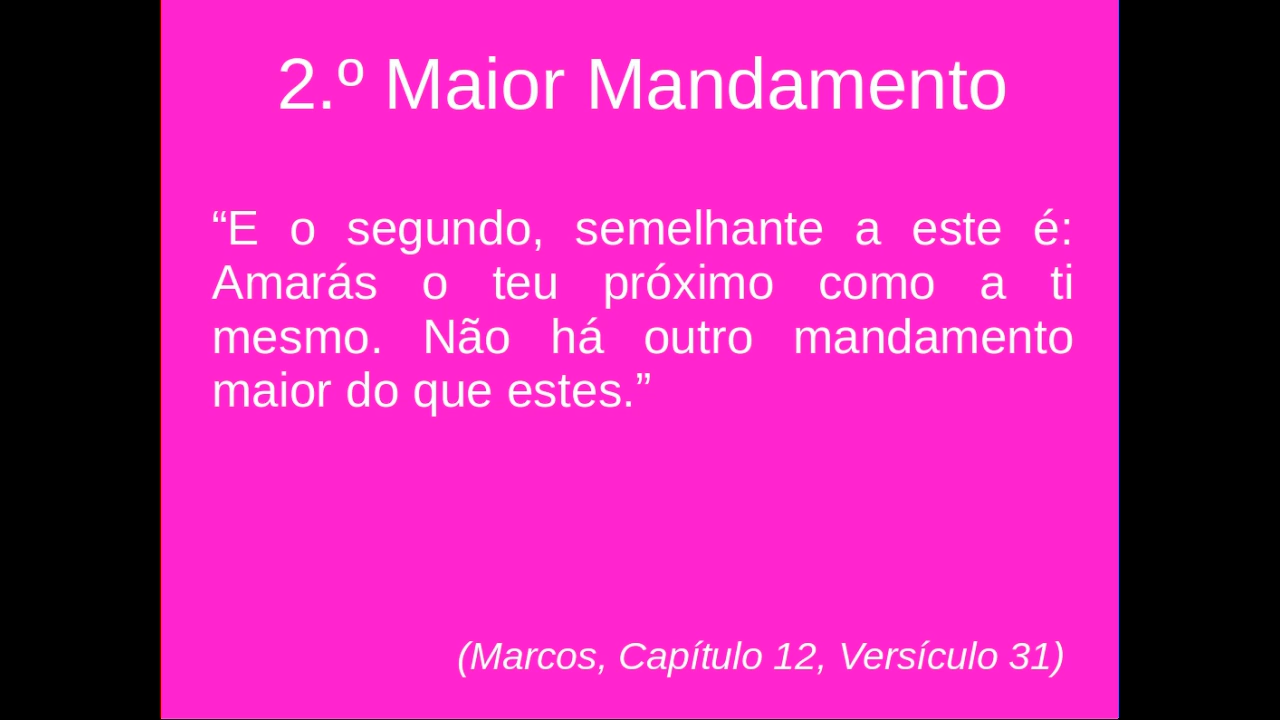 2.º Maior Mandamento
“E o segundo, semelhante a este é:
Amarás o teu próximo como a ti
mesmo. Não há outro mandamento
maior do que estes.”
(Marcos, Capítulo 12, Versículo 31)